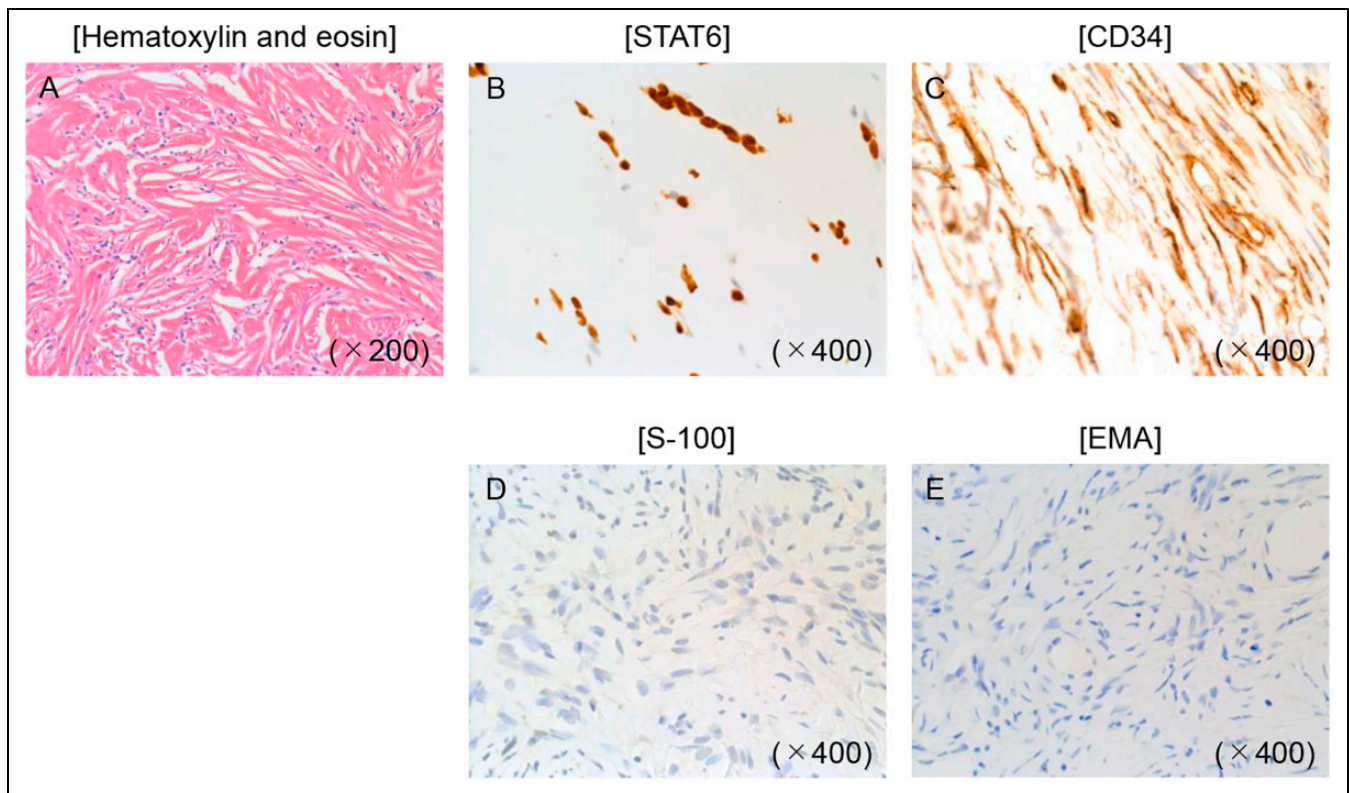 [Hematoxylin and eosin] [STAT6] [CD34]
A B C
(×200) (×400) (×400)
[S-100] [EMA]
D E
(×400) (×400)